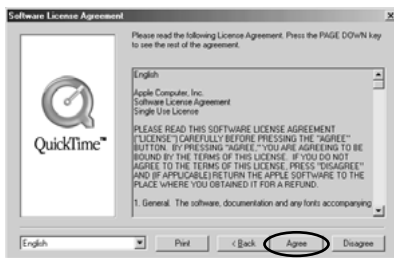 Software License Agreement
Please read the following License Agreement. Press the PAGE DOWN key
to see the rest of the agreement.
English
Apple Computer, Inc.
Software License Agreement
Single Use License
PLEASE READ THIS SOFTWARE LICENSE AGREEMENT
("LICENSE") CAREFULLY BEFORE PRESSING THE "AGREE"
BUTTON. BY PRESSING "AGREE," YOU ARE AGREEING TO BE
BOUND BY THE TERMS OF THIS LICENSE. IF YOU DO NOT
AGREE TO THE TERMS OF THIS LICENSE, PRESS "DISAGREE"
AND (IF APPLICABLE) RETURN THE APPLE SOFTWARE TO THE
PLACE WHERE YOU OBTAINED IT FOR A REFUND.
1. General. The software, documentation and any fonts accompanying
QuickTime™
English
Print
< Back
Agree
Disagree